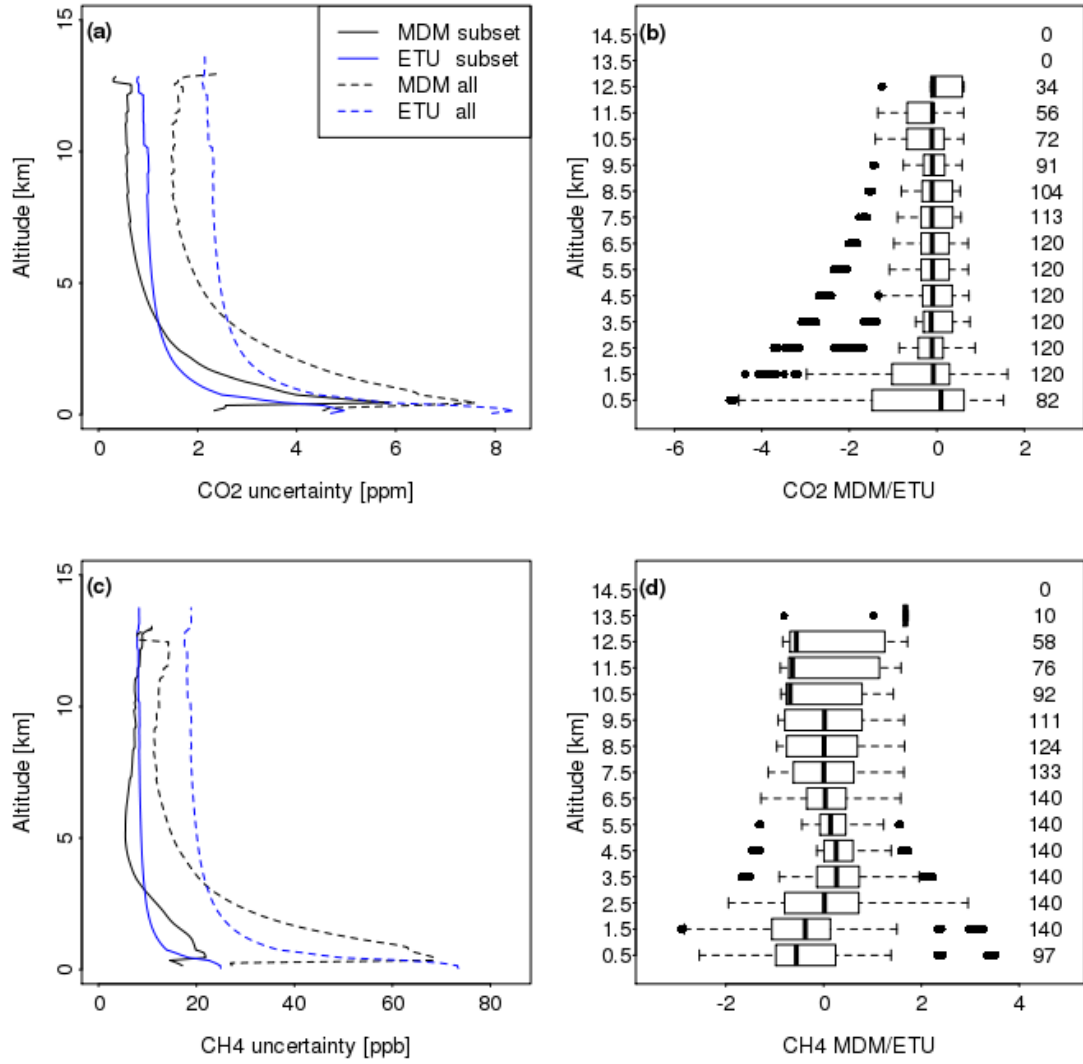 (a)
MDM subset
ETU subset
MDM all
ETU all
15
10
5
0
Altitude [km]
0 2 4 6 8
CO2 uncertainty [ppm]
(b)
14.5 0
13.5 0
12.5 34
11.5 56
10.5 72
9.5 91
8.5 104
7.5 113
6.5 120
5.5 120
4.5 120
3.5 120
2.5 120
1.5 120
0.5 82
Altitude [km]
-6 -4 -2 0 2
CO2 MDM/ETU
(c)
15
10
5
0
Altitude [km]
0 20 40 60 80
CH4 uncertainty [ppb]
(d)
14.5 0
13.5 10
12.5 58
11.5 76
10.5 92
9.5 111
8.5 124
7.5 133
6.5 140
5.5 140
4.5 140
3.5 140
2.5 140
1.5 140
0.5 97
Altitude [km]
-2 0 2 4
CH4 MDM/ETU